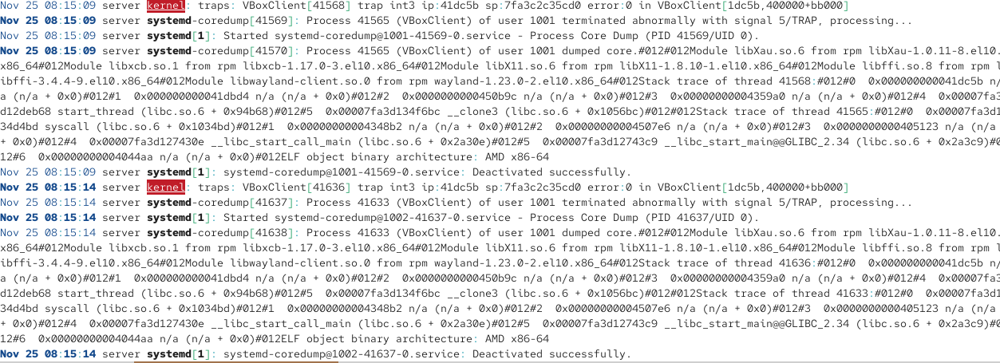 Nov 25 08:15:09 server kernel: traps: VBoxClient[41568] trap int3 ip:41dc5b sp:7fa3c2c35cd0 error:0 in VBoxClient[1dc5b,400000+bb000]
Nov 25 08:15:09 server systemd-coredump[41569]: Process 41565 (VBoxClient) of user 1001 terminated abnormally with signal 5/TRAP, processing...
Nov 25 08:15:09 server systemd[1]: Started systemd-coredump@1001-41569-0.service - Process Core Dump (PID 41569/UID 0).
Nov 25 08:15:09 server systemd-coredump[41570]: Process 41565 (VBoxClient) of user 1001 dumped core.#012#012Module libXau.so.6 from rpm libXau-1.0.11-8.el10.
x86_64#012Module libxcb.so.1 from rpm libxcb-1.17.0-3.el10.x86_64#012Module libX11.so.6 from rpm libX11-1.8.10-1.el10.x86_64#012Module libffi.so.8 from rpm l
ibffi-3.4.4-9.el10.x86_64#012Module libwayland-client.so.0 from rpm wayland-1.23.0-2.el10.x86_64#012Stack trace of thread 41568:#012#0  0x000000000041dc5b n/
a (n/a + 0x0)#012#1  0x000000000041dbd4 n/a (n/a + 0x0)#012#2  0x0000000000450b9c n/a (n/a + 0x0)#012#3  0x00000000004359a0 n/a (n/a + 0x0)#012#4  0x00007fa3
d12deb68 start_thread (libc.so.6 + 0x94b68)#012#5  0x00007fa3d134f6bc __clone3 (libc.so.6 + 0x1056bc)#012#012Stack trace of thread 41565:#012#0  0x00007fa3d1
34d4bd syscall (libc.so.6 + 0x1034bd)#012#1  0x00000000004348b2 n/a (n/a + 0x0)#012#2  0x00000000004507e6 n/a (n/a + 0x0)#012#3  0x0000000000405123 n/a (n/a
+ 0x0)#012#4  0x00007fa3d127430e __libc_start_call_main (libc.so.6 + 0x2a30e)#012#5  0x00007fa3d12743c9 __libc_start_main@@GLIBC_2.34 (libc.so.6 + 0x2a3c9)#0
12#6  0x00000000004044aa n/a (n/a + 0x0)#012ELF object binary architecture: AMD x86-64
Nov 25 08:15:09 server systemd[1]: systemd-coredump@1001-41569-0.service: Deactivated successfully.
Nov 25 08:15:14 server kernel: traps: VBoxClient[41636] trap int3 ip:41dc5b sp:7fa3c2c35cd0 error:0 in VBoxClient[1dc5b,400000+bb000]
Nov 25 08:15:14 server systemd-coredump[41637]: Process 41633 (VBoxClient) of user 1001 terminated abnormally with signal 5/TRAP, processing...
Nov 25 08:15:14 server systemd[1]: Started systemd-coredump@1002-41637-0.service - Process Core Dump (PID 41637/UID 0).
Nov 25 08:15:14 server systemd-coredump[41638]: Process 41633 (VBoxClient) of user 1001 dumped core.#012#012Module libXau.so.6 from rpm libXau-1.0.11-8.el10.
x86_64#012Module libxcb.so.1 from rpm libxcb-1.17.0-3.el10.x86_64#012Module libX11.so.6 from rpm libX11-1.8.10-1.el10.x86_64#012Module libffi.so.8 from rpm l
ibffi-3.4.4-9.el10.x86_64#012Module libwayland-client.so.0 from rpm wayland-1.23.0-2.el10.x86_64#012Stack trace of thread 41636:#012#0  0x000000000041dc5b n/
a (n/a + 0x0)#012#1  0x000000000041dbd4 n/a (n/a + 0x0)#012#2  0x0000000000450b9c n/a (n/a + 0x0)#012#3  0x00000000004359a0 n/a (n/a + 0x0)#012#4  0x00007fa3
d12deb68 start_thread (libc.so.6 + 0x94b68)#012#5  0x00007fa3d134f6bc __clone3 (libc.so.6 + 0x1056bc)#012#012Stack trace of thread 41633:#012#0  0x00007fa3d1
34d4bd syscall (libc.so.6 + 0x1034bd)#012#1  0x00000000004348b2 n/a (n/a + 0x0)#012#2  0x00000000004507e6 n/a (n/a + 0x0)#012#3  0x0000000000405123 n/a (n/a
+ 0x0)#012#4  0x00007fa3d127430e __libc_start_call_main (libc.so.6 + 0x2a30e)#012#5  0x00007fa3d12743c9 __libc_start_main@@GLIBC_2.34 (libc.so.6 + 0x2a3c9)#0
12#6  0x00000000004044aa n/a (n/a + 0x0)#012ELF object binary architecture: AMD x86-64
Nov 25 08:15:14 server systemd[1]: systemd-coredump@1002-41637-0.service: Deactivated successfully.